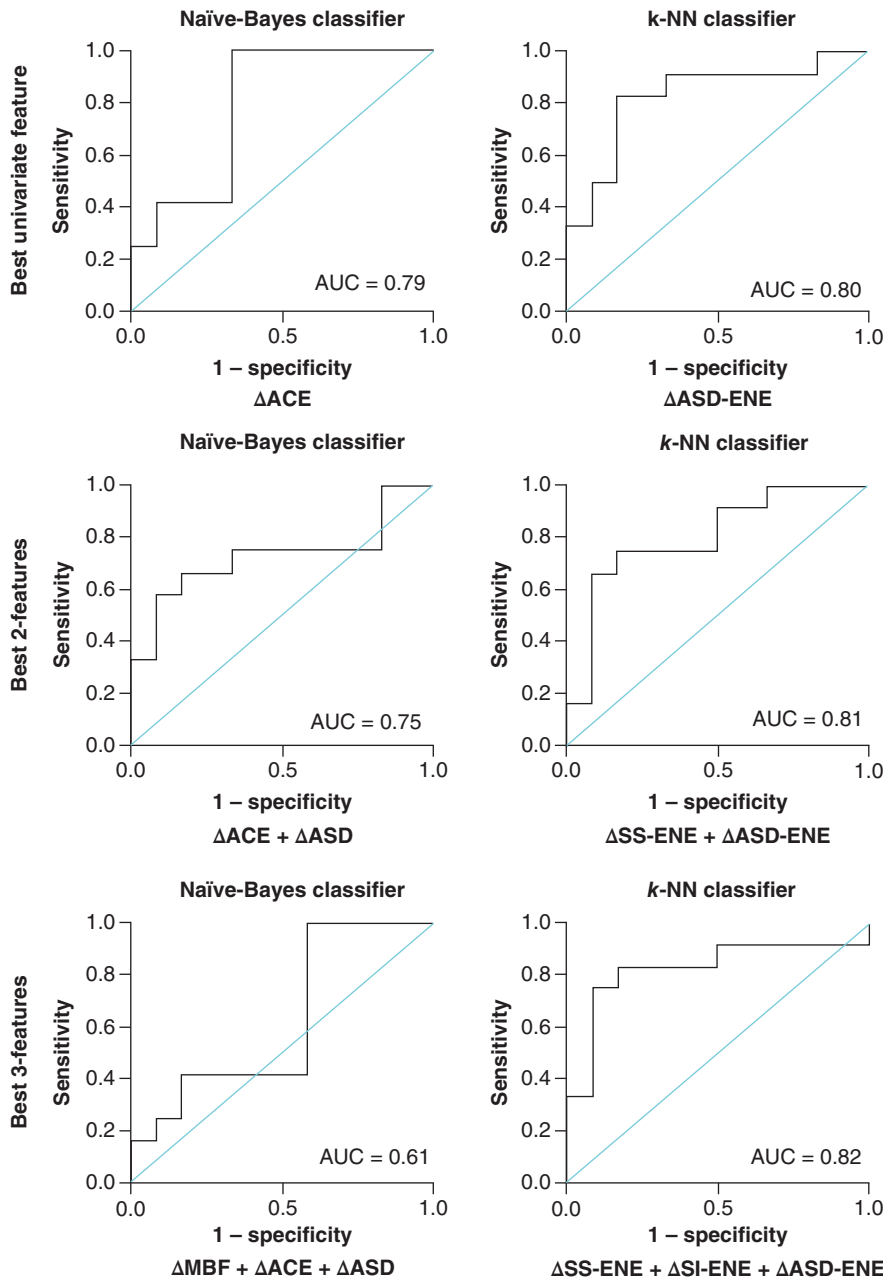 Naïve-Bayes classifier
k-NN classifier
Best univariate feature
Sensitivity
1.0
0.8
0.6
0.4
0.2
0.0
AUC = 0.79
0.0 0.5 1.0
1 – specificity
ΔACE
Sensitivity
1.0
0.8
0.6
0.4
0.2
0.0
AUC = 0.80
0.0 0.5 1.0
1 – specificity
ΔASD-ENE
Naïve-Bayes classifier
k-NN classifier
Best 2-features
Sensitivity
1.0
0.8
0.6
0.4
0.2
0.0
AUC = 0.75
0.0 0.5 1.0
1 – specificity
ΔACE + ΔASD
Sensitivity
1.0
0.8
0.6
0.4
0.2
0.0
AUC = 0.81
0.0 0.5 1.0
1 – specificity
ΔSS-ENE + ΔASD-ENE
Naïve-Bayes classifier
k-NN classifier
Best 3-features
Sensitivity
1.0
0.8
0.6
0.4
0.2
0.0
AUC = 0.61
0.0 0.5 1.0
1 – specificity
ΔMBF + ΔACE + ΔASD
Sensitivity
1.0
0.8
0.6
0.4
0.2
0.0
AUC = 0.82
0.0 0.5 1.0
1 – specificity
ΔSS-ENE + ΔSI-ENE + ΔASD-ENE